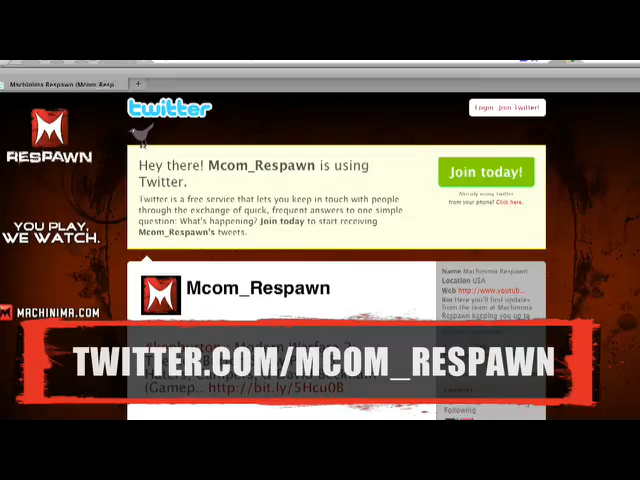 Machinima Respawn (Mcom_Resp
+
twitter
Login Join Twitter!
RESPAWN
Hey there! Mcom_Respawn is using
Twitter.
Twitter is a free service that lets you keep in touch with people
through the exchange of quick, frequent answers to one simple
question: What's happening? Join today to start receiving
Mcom_Respawn's tweets.
Join today!
Already using Twitter
from your phone? Click here.
YOU PLAY,
WE WATCH.
Mcom_Respawn
Name Machinima Respawn
Location USA
Web http://www.youtub...
Bio Here you'll find updates
from the team at Machinima
Respawn keeping you up to
MACHINIMA.COM
TWITTER.COM/MCOM_RESPAWN
(Gamep.. http://bit.ly/5Hcu0B
Following